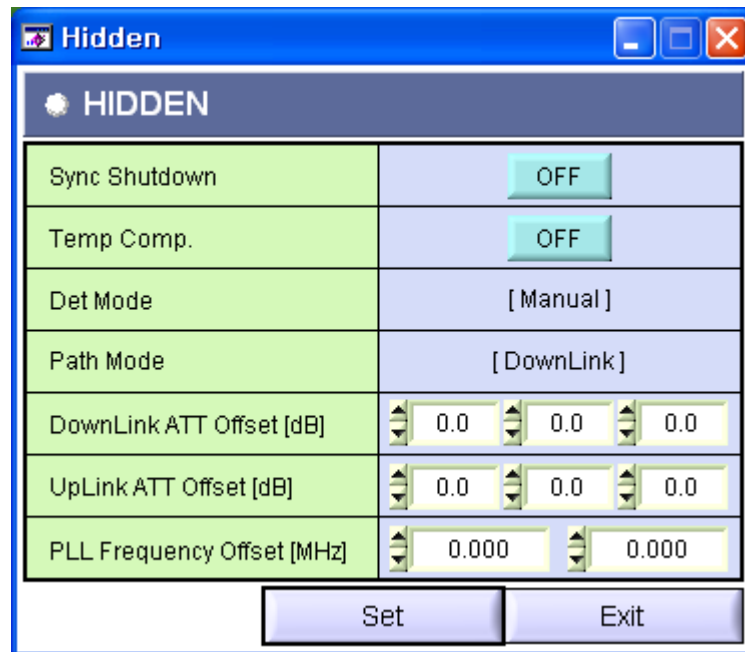 Hidden
HIDDEN
Sync Shutdown OFF
Temp Comp. OFF
Det Mode [ Manual ]
Path Mode [ DownLink ]
DownLink ATT Offset [dB] 0.0 0.0 0.0
UpLink ATT Offset [dB] 0.0 0.0 0.0
PLL Frequency Offset [MHz] 0.000 0.000
Set Exit